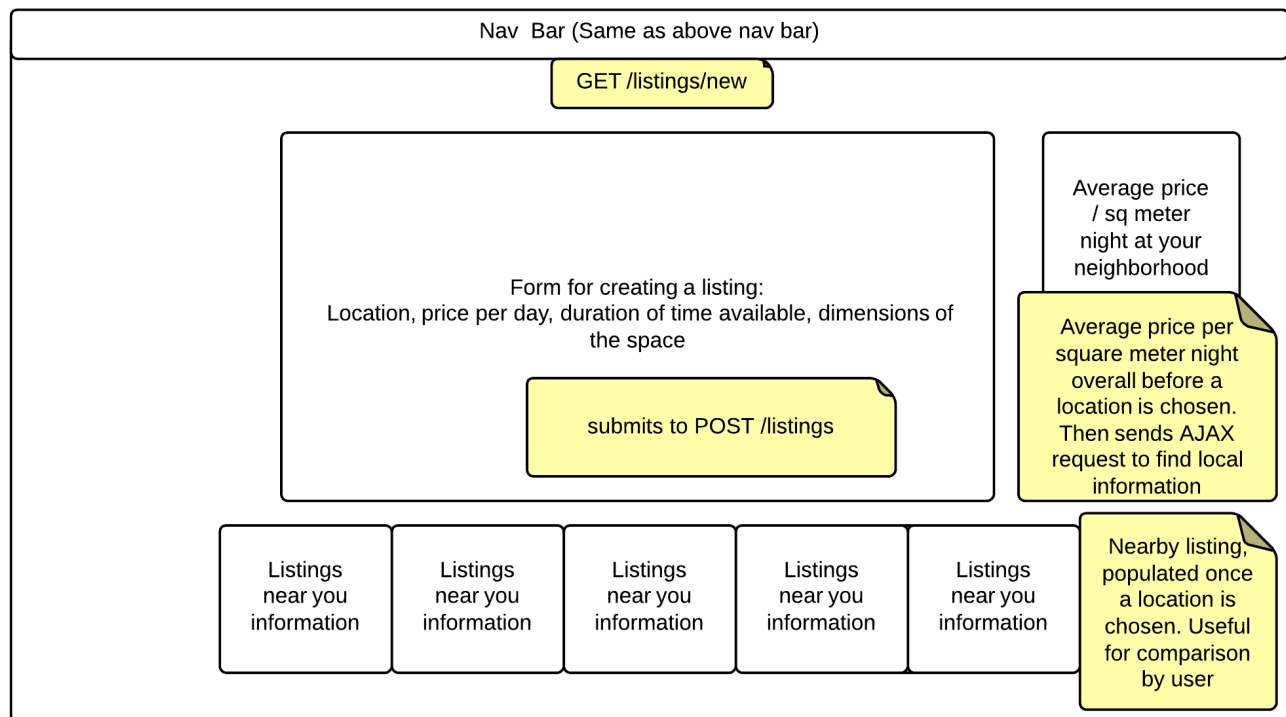 Nav  Bar (Same as above nav bar)
GET /listings/new
Form for creating a listing:
Location, price per day, duration of time available, dimensions of
the space
submits to POST /listings
Average price
/ sq meter
night at your
neighborhood
Average price per
square meter night
overall before a
location is chosen.
Then sends AJAX
request to find local
information
Listings
near you
information
Listings
near you
information
Listings
near you
information
Listings
near you
information
Listings
near you
information
Nearby listing,
populated once
a location is
chosen. Useful
for comparison
by user